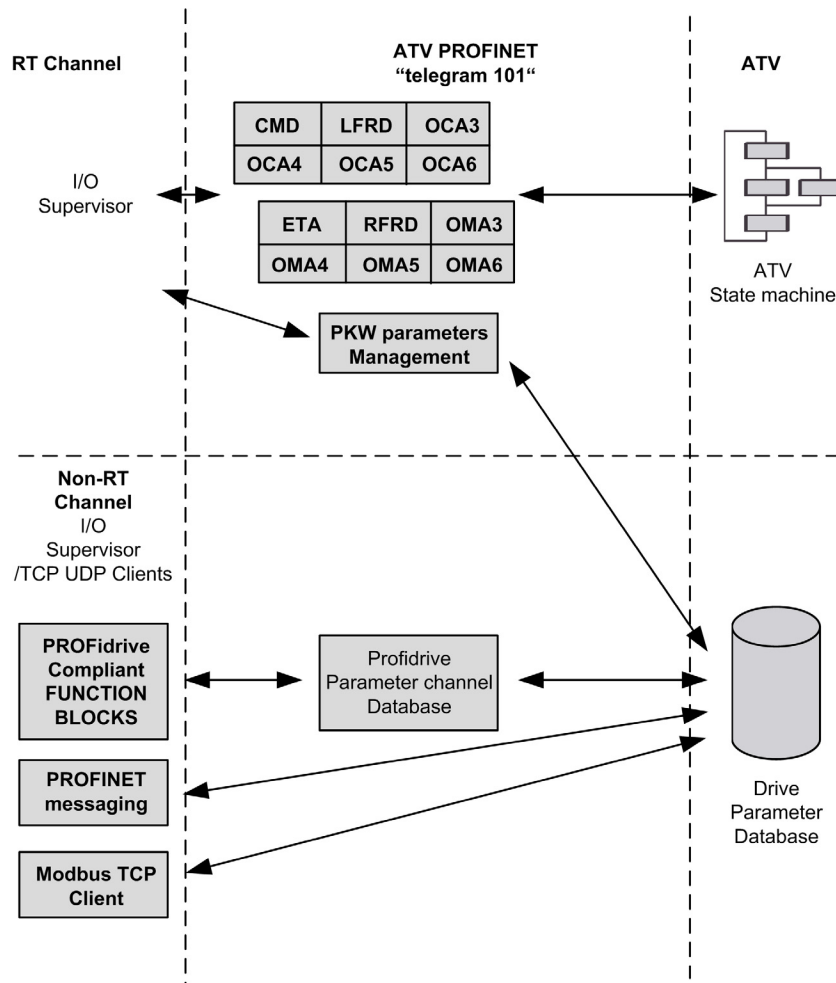 RT Channel
ATV PROFINET
“telegram 101“
ATV
CMD LFRD OCA3
OCA4 OCA5 OCA6
I/O
Supervisor
ETA RFRD OMA3
OMA4 OMA5 OMA6
ATV
State machine
PKW parameters
Management
Non-RT
Channel
I/O
Supervisor
/TCP UDP Clients
PROFidrive
Compliant
FUNCTION
BLOCKS
Profidrive
Parameter channel
Database
PROFINET
messaging
Drive
Parameter
Database
Modbus TCP
Client